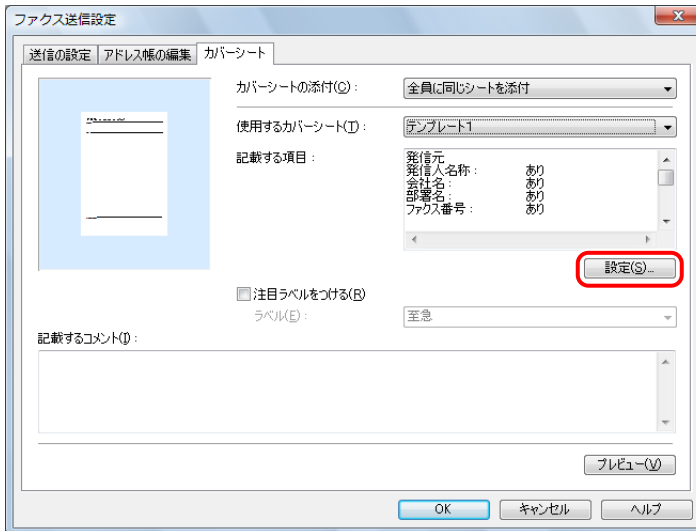 ファクス送信設定
送信の設定 アドレス帳の編集 カバーシート
カバーシートの添付(C)： 全員に同じシートを添付
使用するカバーシート(T)： テンプレート1
記載する項目：
発信元
発信人名称： あり
会社名： あり
部署名： あり
ファクス番号： あり
設定(S)...
注目ラベルをつける(R)
ラベル(E)： 至急
記載するコメント(I)：
プレビュー(V)
OK キャンセル ヘルプ